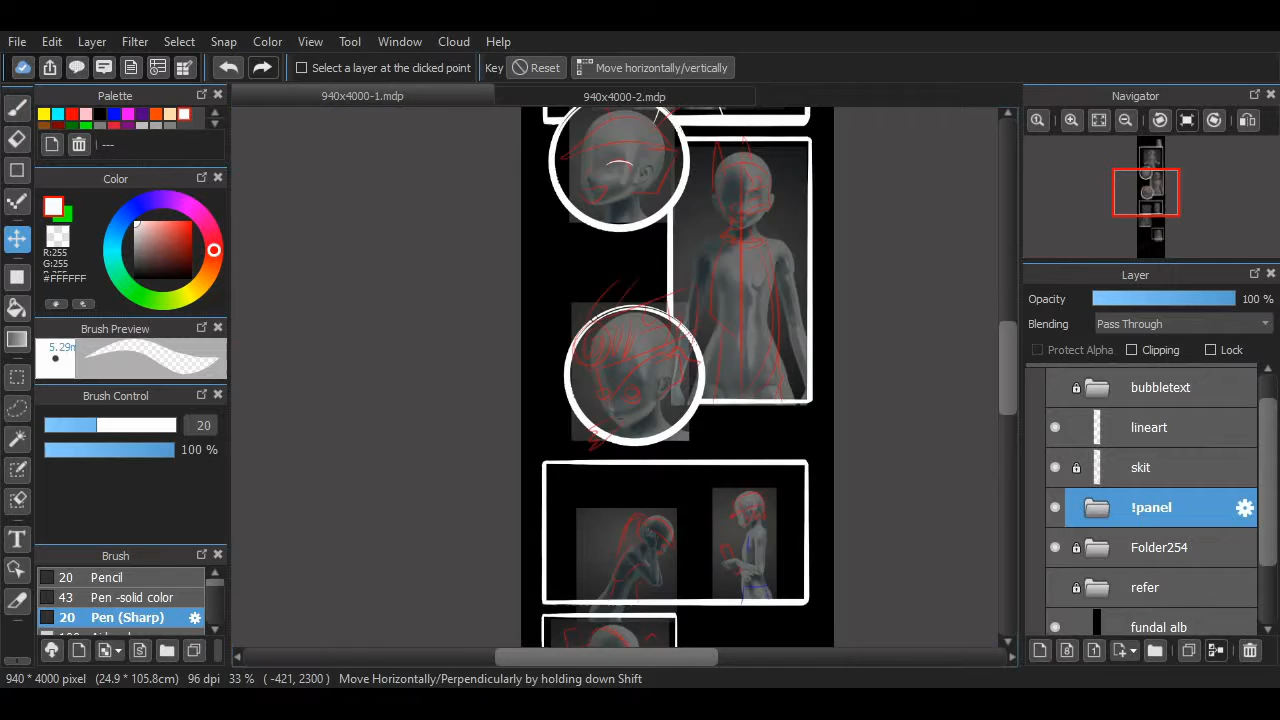 File Edit Layer Filter Select Snap Color View Tool Window Cloud Help
Select a layer at the clicked point Key Reset Move horizontally/vertically
Palette
---
Color
R:255
G:255
B:255
#FFFFFF
Brush Preview
5.29m
Brush Control
20
100 %
Brush
20 Pencil
43 Pen -solid color
20 Pen (Sharp)
940x4000-1.mdp 940x4000-2.mdp
Navigator
Layer
Opacity 100 %
Blending Pass Through
Protect Alpha Clipping Lock
bubbletext
lineart
skit
!panel
Folder254
refer
fundal alb
940 * 4000 pixel (24.9 * 105.8cm) 96 dpi 33 % ( -421, 2300 ) Move Horizontally/Perpendicularly by holding down Shift